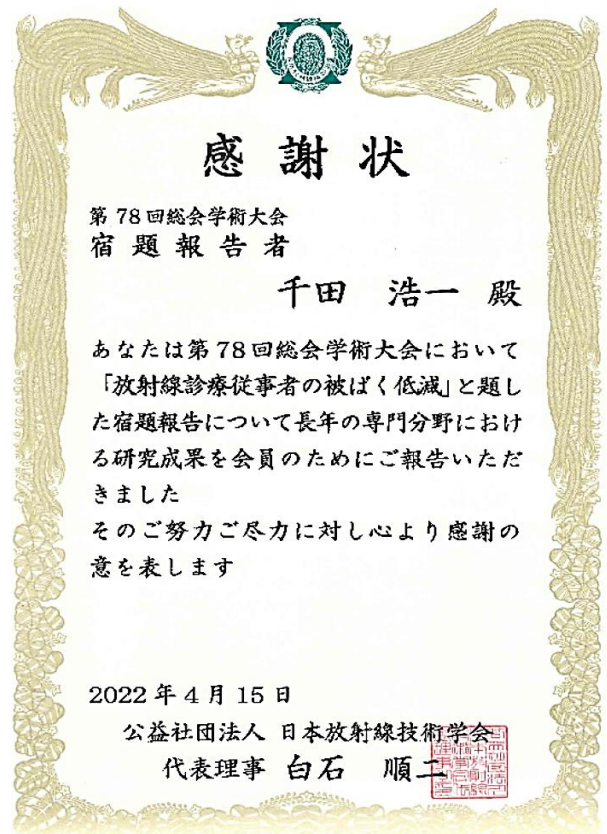 感謝状
第78回総会学術大会
宿題報告者
千田 浩一 殿
あなたは第78回総会学術大会において
「放射線診療従事者の被ばく低減」と題し
た宿題報告について長年の専門分野におけ
る研究成果を会員のためにご報告いただ
きました
そのご努力ご尽力に対し心より感謝の
意を表します
2022年4月15日
公益社団法人 日本放射線技術学会
代表理事 白石 順二